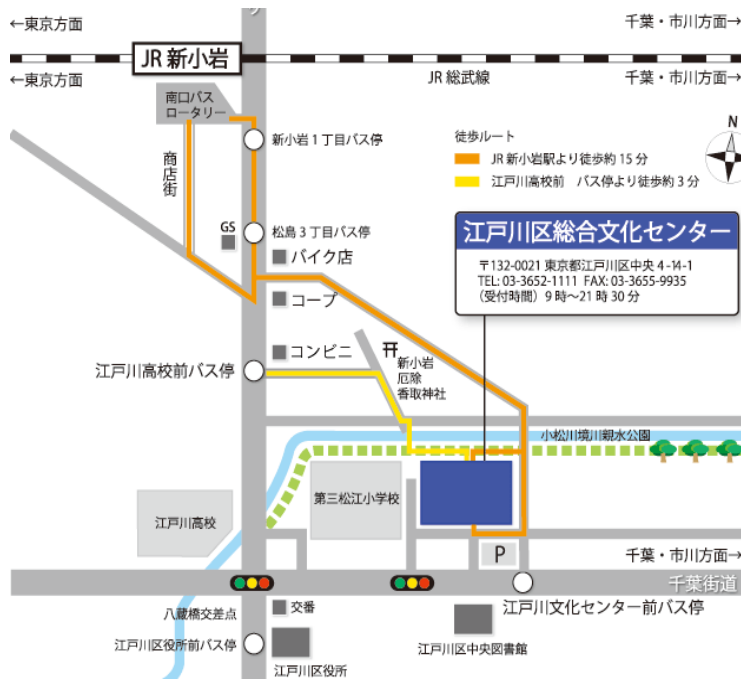 ←東京方面
千葉・市川方面→
JR 新小岩
←東京方面
JR 総武線
千葉・市川方面→
南口バス
ロータリー
新小岩 1 丁目バス停
商店街
徒歩ルート
JR 新小岩駅より徒歩約 15 分
江戸川高校前 バス停より徒歩約 3 分
N
GS
松島 3 丁目バス停
バイク店
コープ
江戸川区総合文化センター
〒132-0021 東京都江戸川区中央 4-14-1
TEL: 03-3652-1111 FAX: 03-3655-9935
（受付時間）9 時～21 時 30 分
コンビニ
江戸川高校前バス停
新小岩
厄除
香取神社
小松川境川親水公園
第三松江小学校
江戸川高校
P
千葉・市川方面→
千葉街道
八蔵橋交差点
交番
江戸川文化センター前バス停
江戸川区役所前バス停
江戸川区役所
江戸川区中央図書館